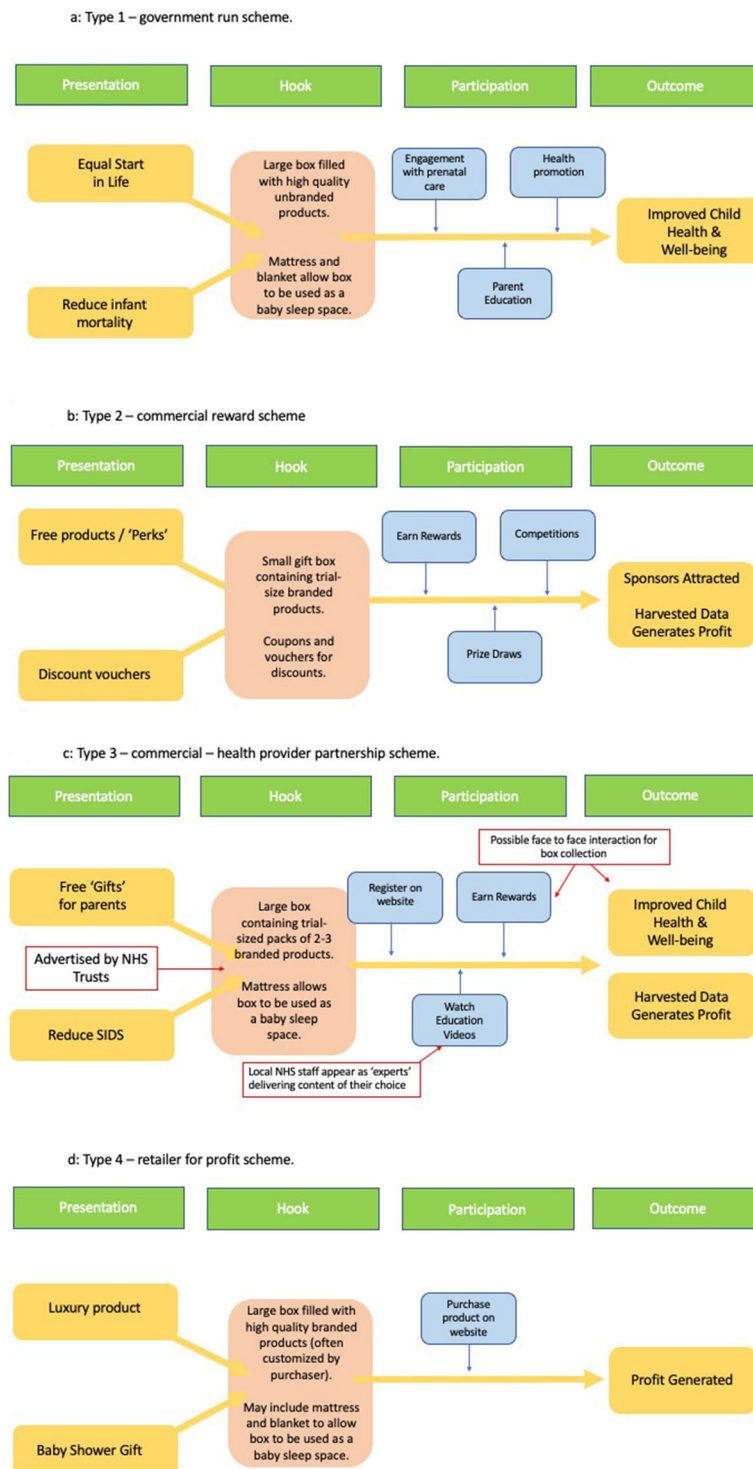 a: Type 1 – government run scheme.
Presentation
Hook
Participation
Outcome
Equal Start
in Life
Reduce infant
mortality
Large box filled
with high quality
unbranded
products.
Mattress and
blanket allow box
to be used as a
baby sleep space.
Engagement
with prenatal
care
Health
promotion
Parent
Education
Improved Child
Health &
Well-being
b: Type 2 – commercial reward scheme
Presentation
Hook
Participation
Outcome
Free products / ‘Perks’
Discount vouchers
Small gift box
containing trial-
size branded
products.
Coupons and
vouchers for
discounts.
Earn Rewards
Competitions
Prize Draws
Sponsors Attracted
Harvested Data
Generates Profit
c: Type 3 – commercial – health provider partnership scheme.
Presentation
Hook
Participation
Outcome
Possible face to face interaction for
box collection
Free ‘Gifts’
for parents
Advertised by NHS
Trusts
Reduce SIDS
Large box
containing trial-
sized packs of 2-3
branded products.
Mattress allows
box to be used as
a baby sleep
space.
Register on
website
Earn Rewards
Watch
Education
Videos
Local NHS staff appear as ‘experts’
delivering content of their choice
Improved Child
Health &
Well-being
Harvested Data
Generates Profit
d: Type 4 – retailer for profit scheme.
Presentation
Hook
Participation
Outcome
Luxury product
Baby Shower Gift
Large box filled with
high quality branded
products (often
customized by
purchaser).
May include mattress
and blanket to allow
box to be used as a
baby sleep space.
Purchase
product on
website
Profit Generated